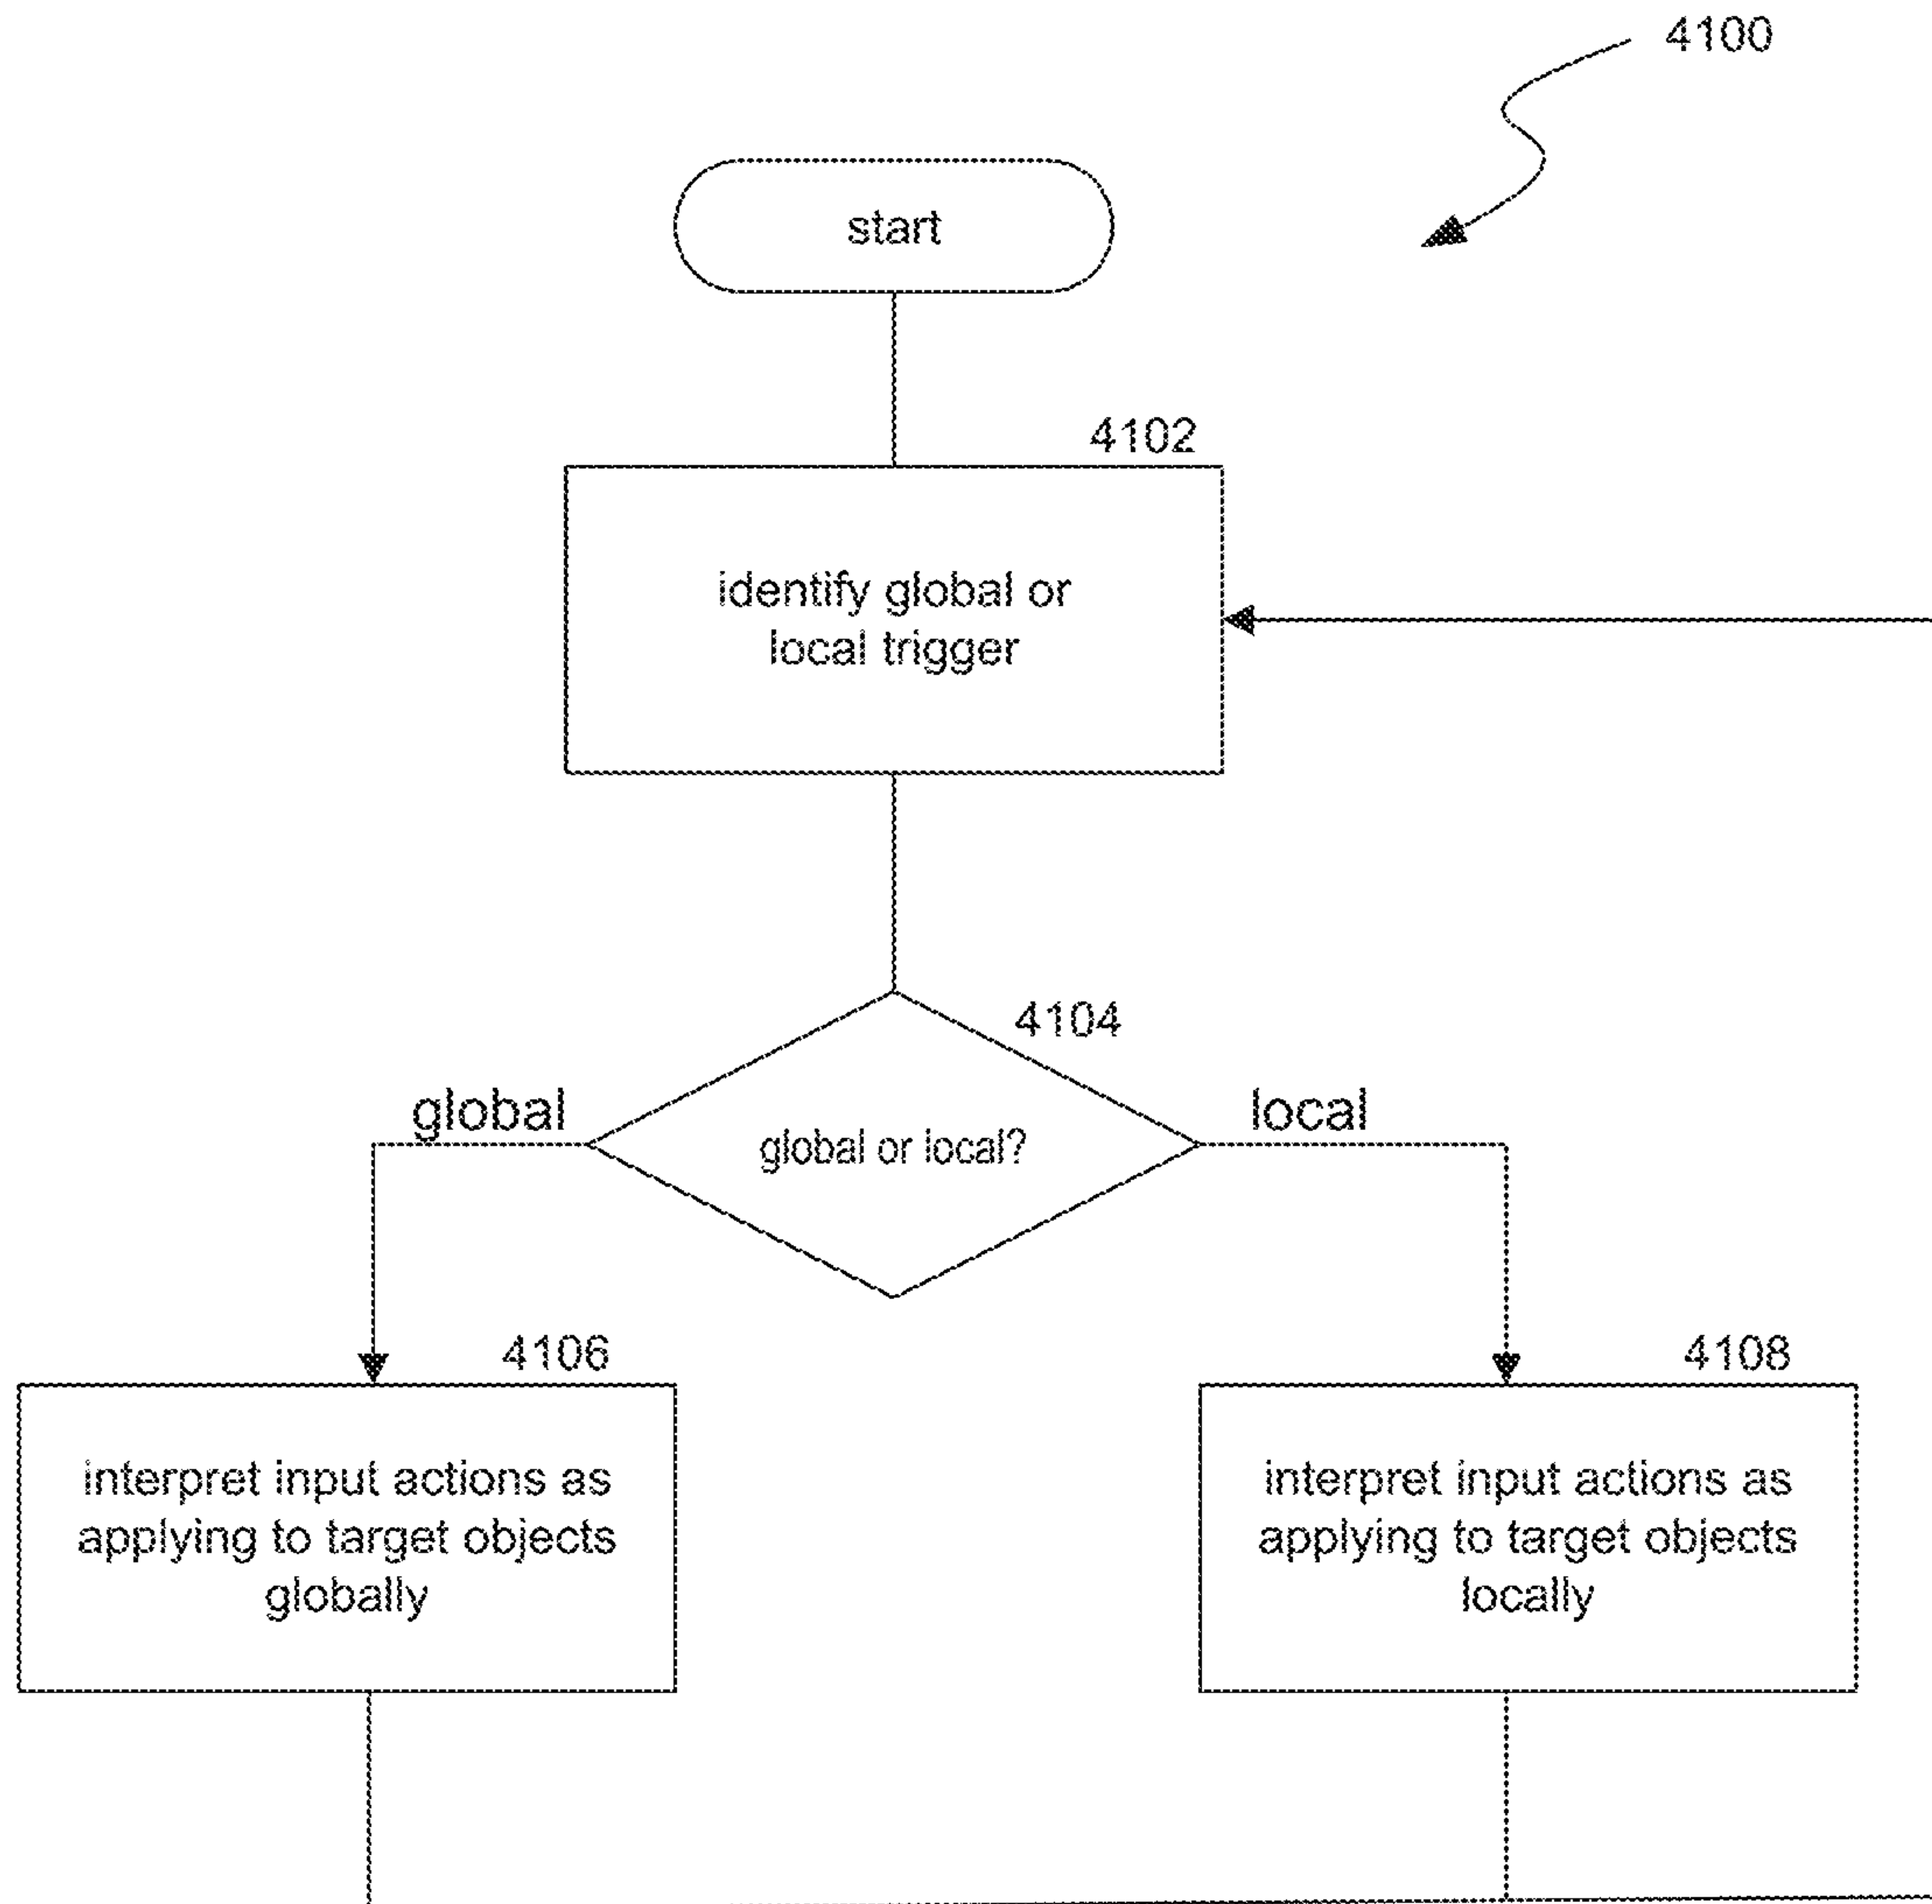 4100
start
4102
identify global or
local trigger
4104
global
global or local?
local
4106
interpret input actions as
applying to target objects
globally
4108
interpret input actions as
applying to target objects
locally